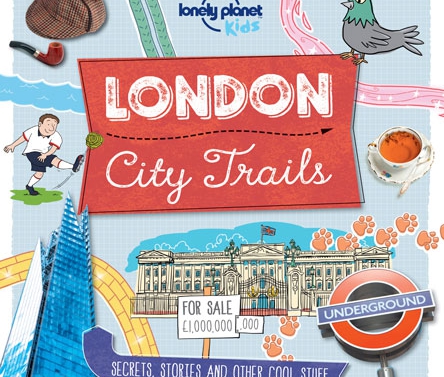 lonely planet
Kids
LONDON
City Trails
FOR SALE
£1,000,000,000
UNDERGROUND
SECRETS, STORIES AND OTHER COOL STUFF